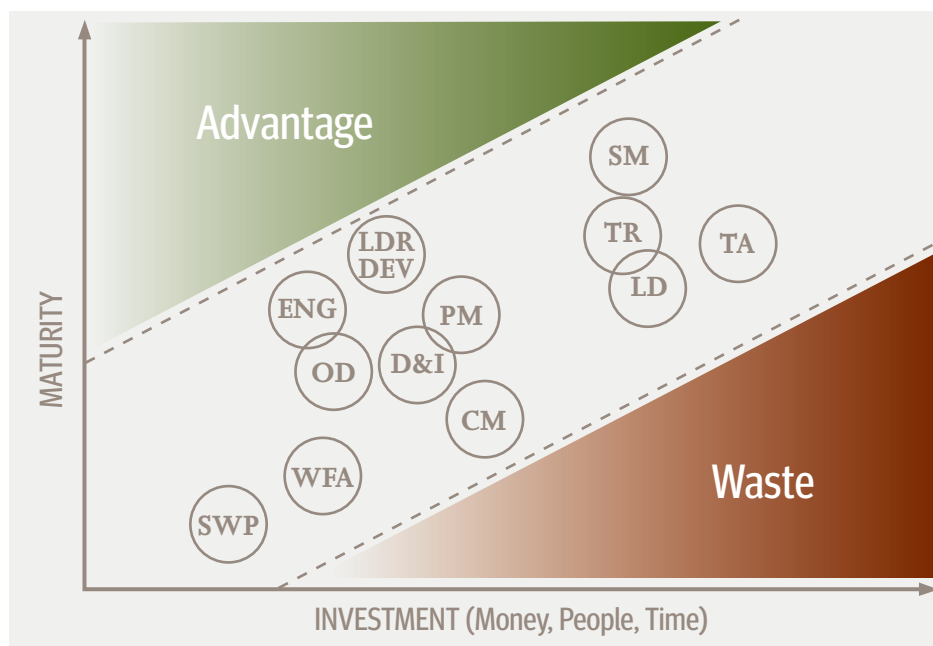 Advantage
SM
TR
TA
LDR
DEV
LD
ENG
PM
OD
D&I
CM
WFA
Waste
SWP
MATURITY
INVESTMENT (Money, People, Time)